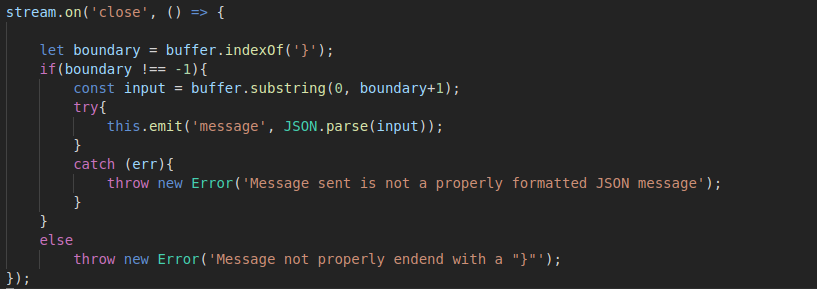 stream.on('close', () => {
let boundary = buffer.indexOf('}');
if(boundary !== -1){
const input = buffer.substring(0, boundary+1);
try{
this.emit('message', JSON.parse(input));
}
catch (err){
throw new Error('Message sent is not a properly formatted JSON message');
}
}
else
throw new Error('Message not properly endend with a "}"');
});